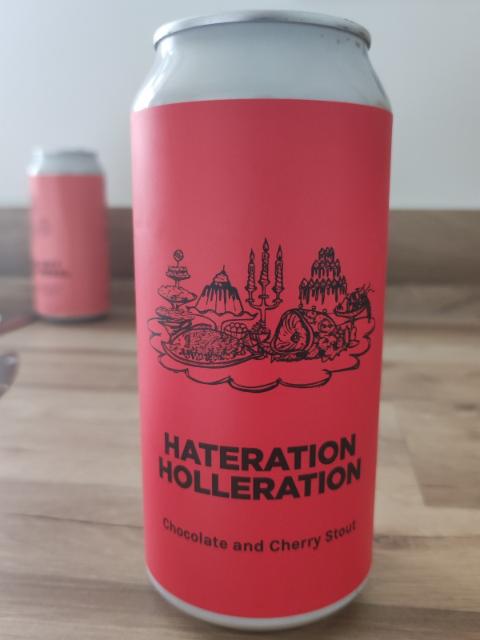 HATERATION
HOLLERATION
Chocolate and Cherry Stout